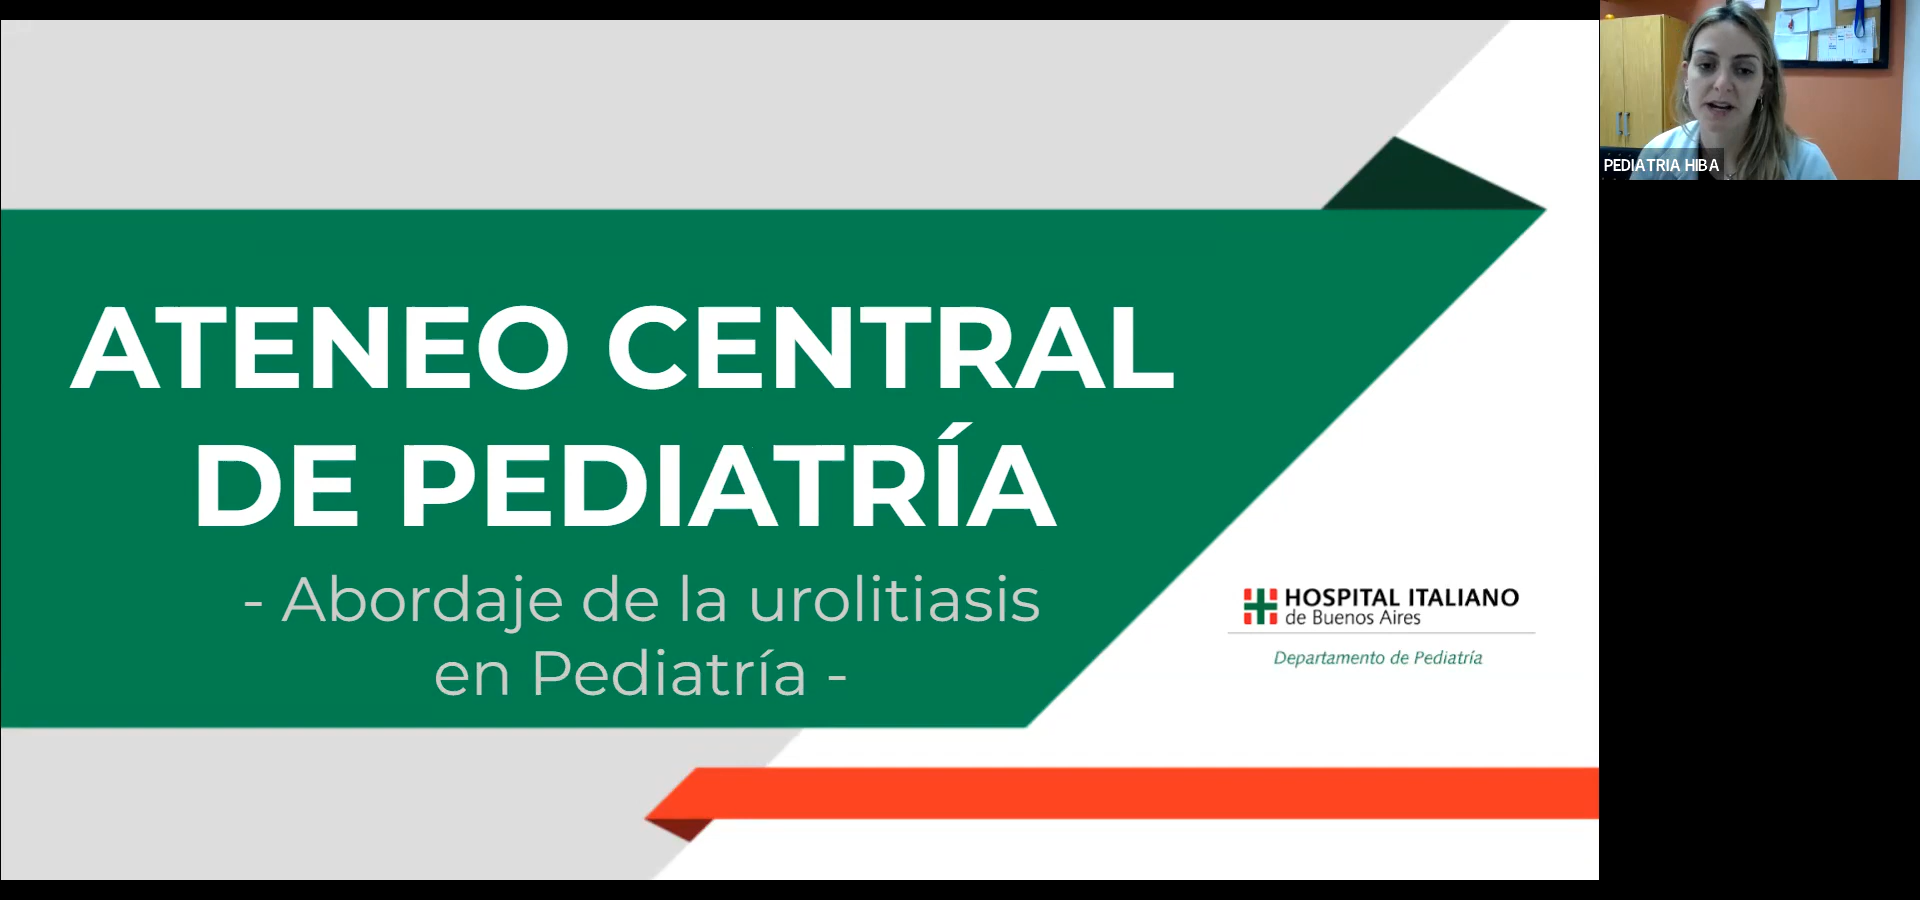 ATENEO CENTRAL
DE PEDIATRÍA
- Abordaje de la urolitiasis
en Pediatría -
HOSPITAL ITALIANO
de Buenos Aires
Departamento de Pediatría
PEDIATRIA HIBA